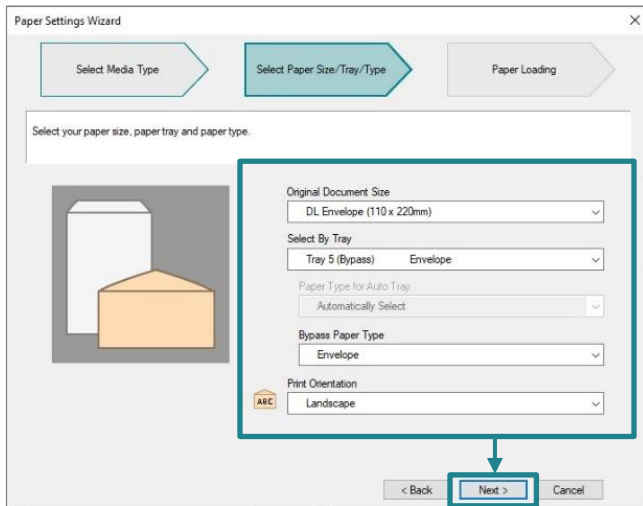 Paper Settings Wizard
Select Media Type
Select Paper Size/Tray/Type
Paper Loading
Select your paper size, paper tray and paper type.
Original Document Size
DL Envelope (110 x 220mm)
Select By Tray
Tray 5 (Bypass) Envelope
Paper Type for Auto Tray
Automatically Select
Bypass Paper Type
Envelope
Print Orientation
ABC
Landscape
< Back
Next >
Cancel